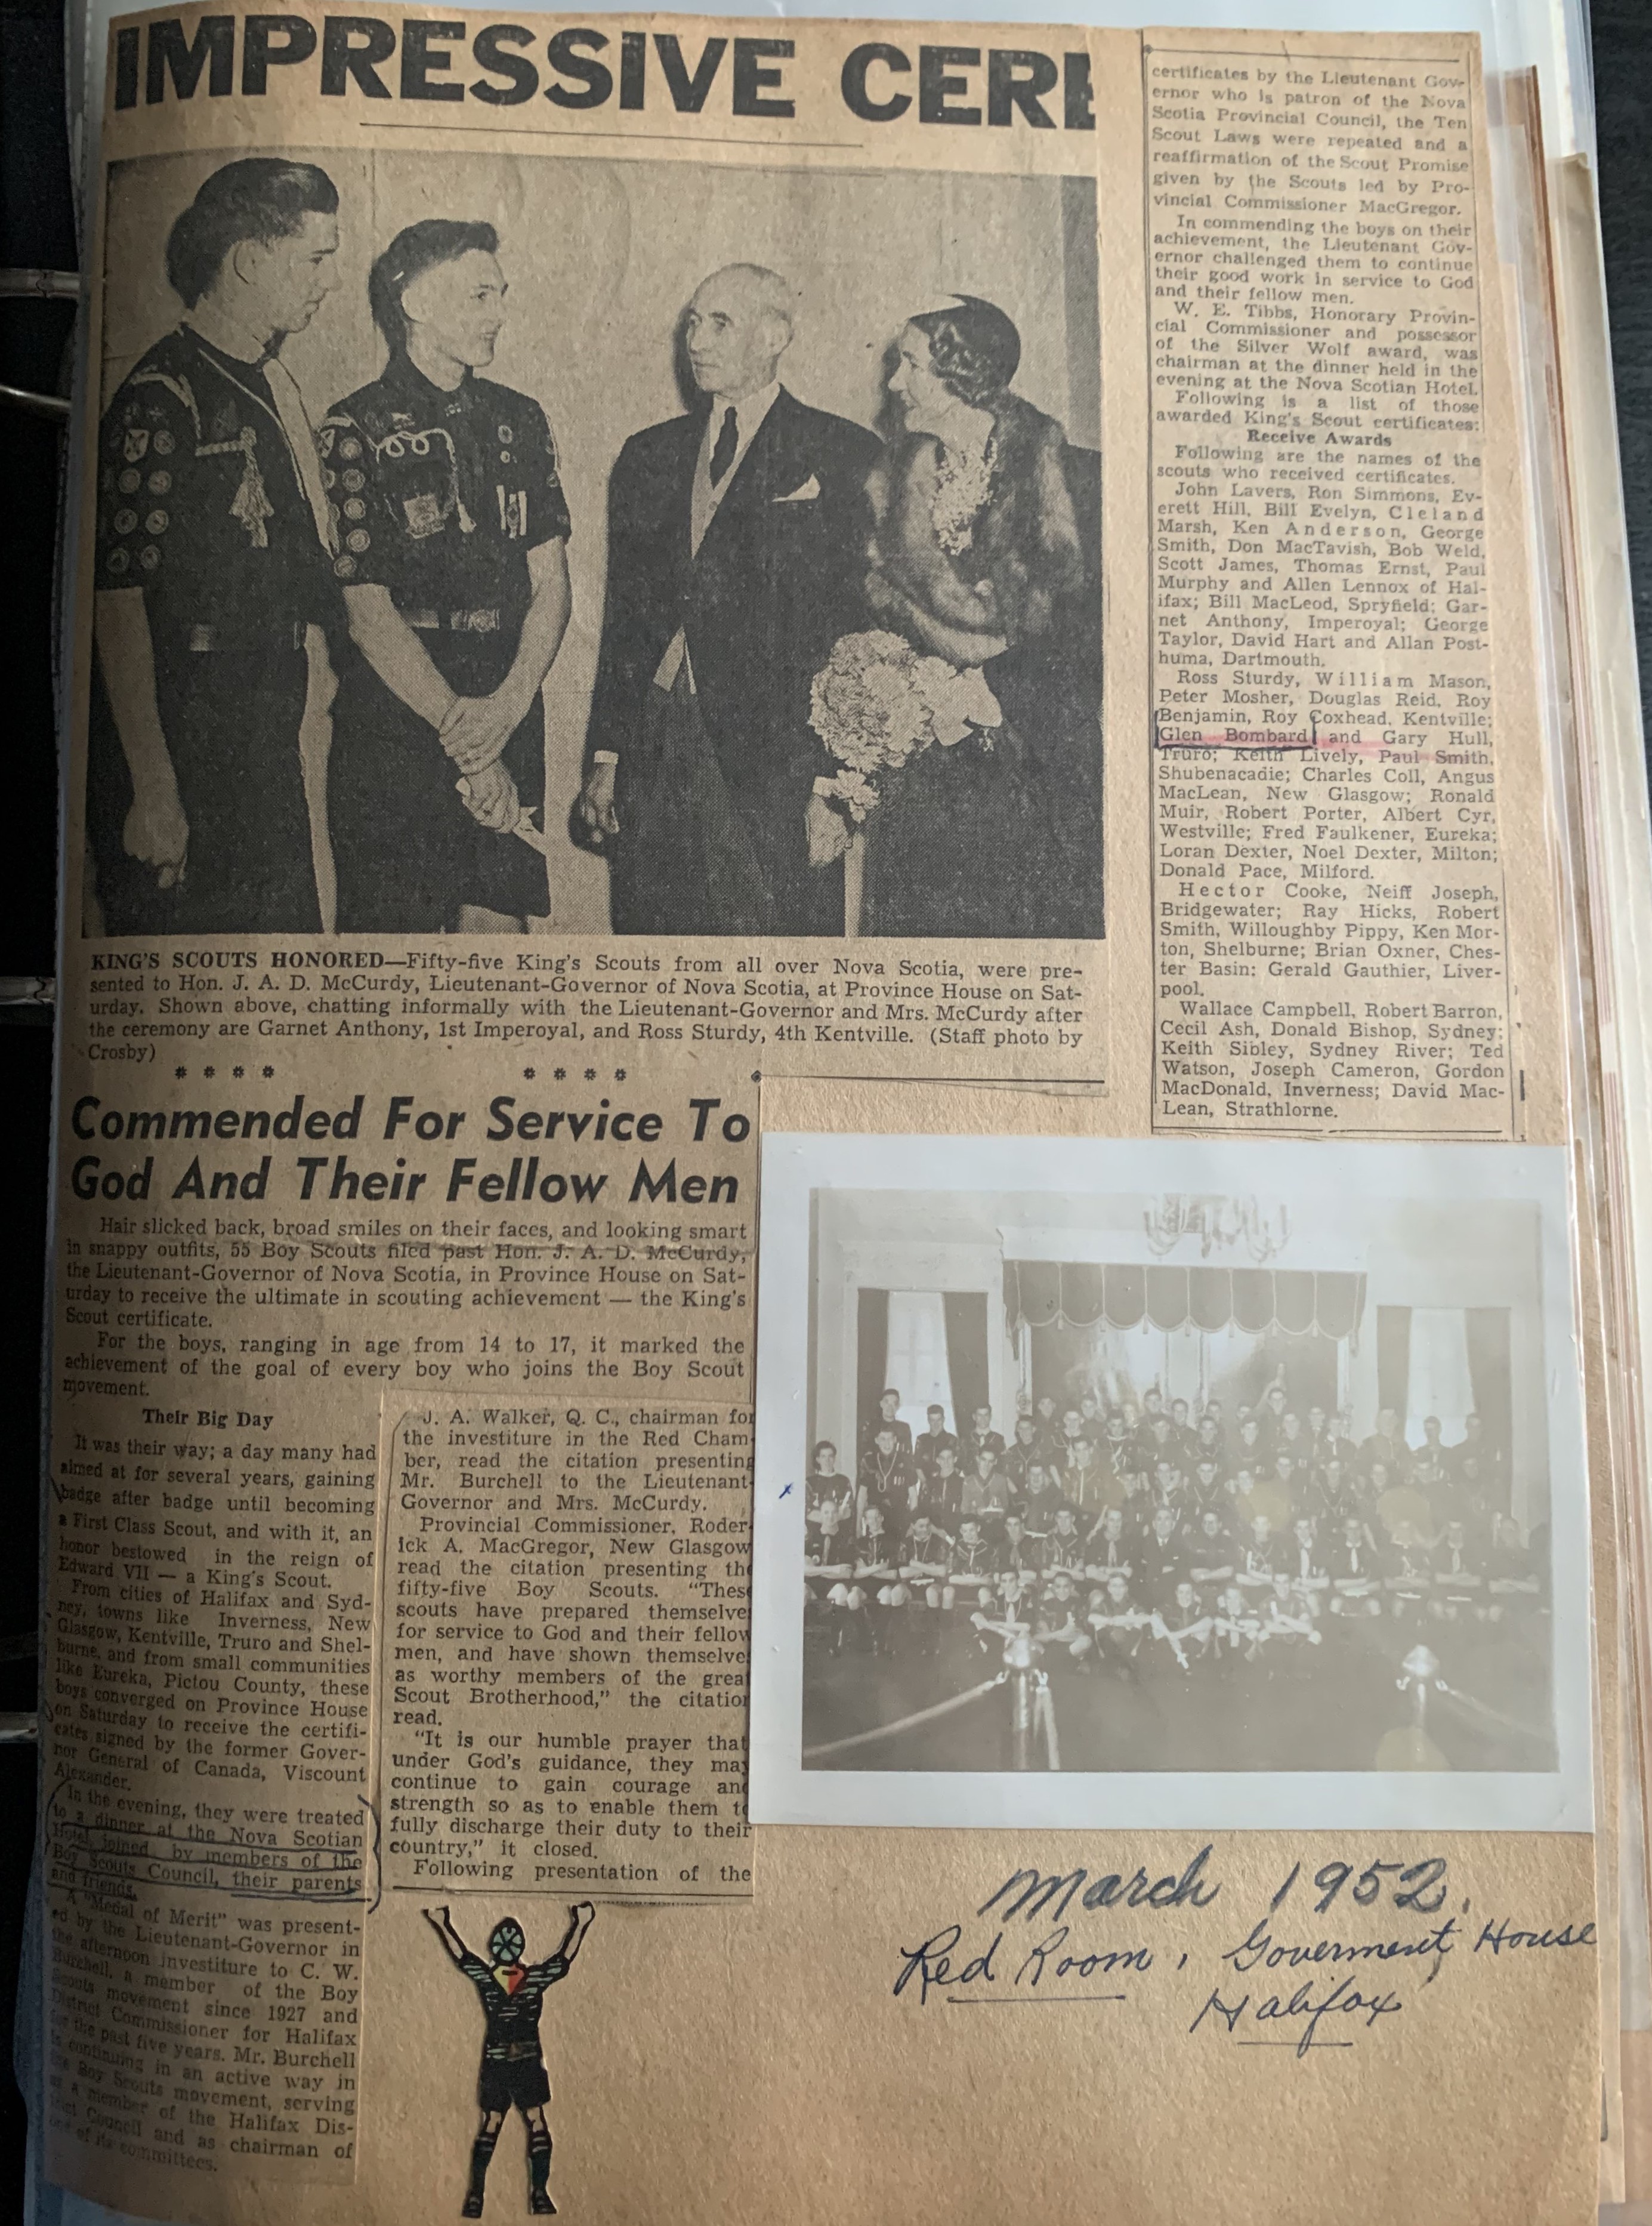 IMPRESSIVE CERE
KING'S SCOUTS HONORED—Fifty-five King's Scouts from all over Nova Scotia, were pre-
sented to Hon. J. A. D. McCurdy, Lieutenant-Governor of Nova Scotia, at Province House on Sat-
urday. Shown above, chatting informally with the Lieutenant-Governor and Mrs. McCurdy after
the ceremony are Garnet Anthony, 1st Imperoyal, and Ross Sturdy, 4th Kentville. (Staff photo by
Crosby)
* * * * * * * *
Commended For Service To
God And Their Fellow Men
Hair slicked back, broad smiles on their faces, and looking smart
in snappy outfits, 55 Boy Scouts filed past Hon. J. A. D. McCurdy,
the Lieutenant-Governor of Nova Scotia, in Province House on Sat-
urday to receive the ultimate in scouting achievement — the King's
Scout certificate.
For the boys, ranging in age from 14 to 17, it marked the
achievement of the goal of every boy who joins the Boy Scout
movement.
Their Big Day
It was their way; a day many had
aimed at for several years, gaining
badge after badge until becoming
a First Class Scout, and with it, an
honor bestowed in the reign of
Edward VII — a King's Scout.
From cities of Halifax and Syd-
ney, towns like Inverness, New
Glasgow, Kentville, Truro and Shel-
burne, and from small communities
like Eureka, Pictou County, these
boys converged on Province House
on Saturday to receive the certifi-
cates signed by the former Gover-
nor General of Canada, Viscount
Alexander.
In the evening, they were treated
to a dinner at the Nova Scotian
Hotel joined by members of the
Boy Scouts Council, their parents
and friends.
A "Medal of Merit" was present-
ed by the Lieutenant-Governor in
the afternoon investiture to C. W.
Burchell, a member of the Boy
Scouts movement since 1927 and
District Commissioner for Halifax
for the past five years. Mr. Burchell
is continuing in an active way in
the Boy Scouts movement, serving
as a member of the Halifax Dis-
trict Council and as chairman of
one of its committees.
J. A. Walker, Q. C., chairman for
the investiture in the Red Cham-
ber, read the citation presenting
Mr. Burchell to the Lieutenant-
Governor and Mrs. McCurdy.
Provincial Commissioner, Roder
ick A. MacGregor, New Glasgow
read the citation presenting th
fifty-five Boy Scouts. "Thes
scouts have prepared themselve
for service to God and their fellow
men, and have shown themselve
as worthy members of the grea
Scout Brotherhood," the citation
read.
"It is our humble prayer that
under God's guidance, they may
continue to gain courage an
strength so as to enable them t
fully discharge their duty to their
country," it closed.
Following presentation of the
certificates by the Lieutenant Gov-
ernor who is patron of the Nova
Scotia Provincial Council, the Ten
Scout Laws were repeated and a
reaffirmation of the Scout Promise
given by the Scouts led by Pro-
vincial Commissioner MacGregor.
In commending the boys on their
achievement, the Lieutenant Gov-
ernor challenged them to continue
their good work in service to God
and their fellow men.
W. E. Tibbs, Honorary Provin-
cial Commissioner and possessor
of the Silver Wolf award, was
chairman at the dinner held in the
evening at the Nova Scotian Hotel.
Following is a list of those
awarded King's Scout certificates:
Receive Awards
Following are the names of the
scouts who received certificates.
John Lavers, Ron Simmons, Ev-
erett Hill, Bill Evelyn, Cleland
Marsh, Ken Anderson, George
Smith, Don MacTavish, Bob Weld,
Scott James, Thomas Ernst, Paul
Murphy and Allen Lennox of Hal-
ifax; Bill MacLeod, Spryfield; Gar-
net Anthony, Imperoyal; George
Taylor, David Hart and Allan Post-
huma, Dartmouth.
Ross Sturdy, William Mason,
Peter Mosher, Douglas Reid, Roy
Benjamin, Roy Coxhead, Kentville;
Glen Bombard and Gary Hull,
Truro; Keith Lively, Paul Smith,
Shubenacadie; Charles Coll, Angus
MacLean, New Glasgow; Ronald
Muir, Robert Porter, Albert Cyr,
Westville; Fred Faulkener, Eureka;
Loran Dexter, Noel Dexter, Milton;
Donald Pace, Milford.
Hector Cooke, Neiff Joseph,
Bridgewater; Ray Hicks, Robert
Smith, Willoughby Pippy, Ken Mor-
ton, Shelburne; Brian Oxner, Ches-
ter Basin; Gerald Gauthier, Liver-
pool.
Wallace Campbell, Robert Barron,
Cecil Ash, Donald Bishop, Sydney;
Keith Sibley, Sydney River; Ted
Watson, Joseph Cameron, Gordon
MacDonald, Inverness; David Mac-
Lean, Strathlorne.
March 1952.
Red Room, Goverment House
Halifax